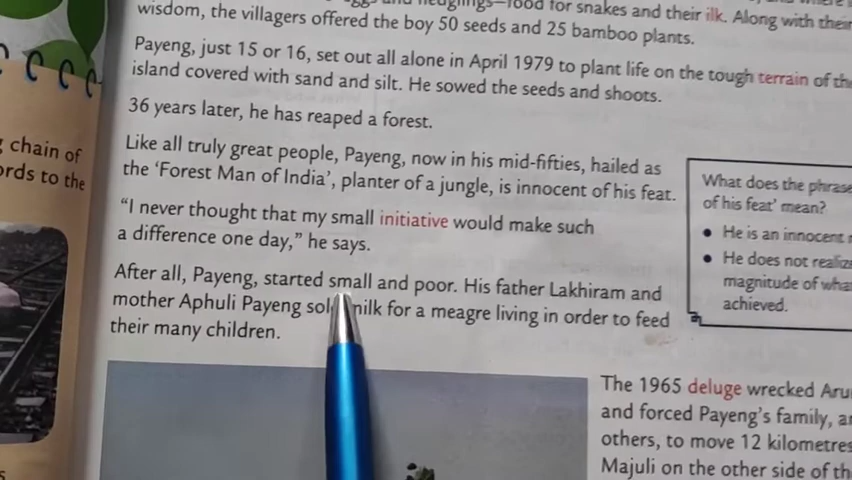 for snakes and their ilk. Along with their
wisdom, the villagers offered the boy 50 seeds and 25 bamboo plants.
Payeng, just 15 or 16, set out all alone in April 1979 to plant life on the tough terrain of the
island covered with sand and silt. He sowed the seeds and shoots.
36 years later, he has reaped a forest.
Like all truly great people, Payeng, now in his mid-fifties, hailed as
the ‘Forest Man of India’, planter of a jungle, is innocent of his feat.
“I never thought that my small initiative would make such
a difference one day,” he says.
After all, Payeng, started small and poor. His father Lakhiram and
mother Aphuli Payeng milk for a meagre living in order to feed
their many children.
chain of
to the
What does the phrase
of his feat’ mean?
• He is an innocent
• He does not
magnitude of
achieved.
The 1965 deluge wrecked
and forced Payeng’s family,
others, to move 12 kilometres
Majuli on the other side of